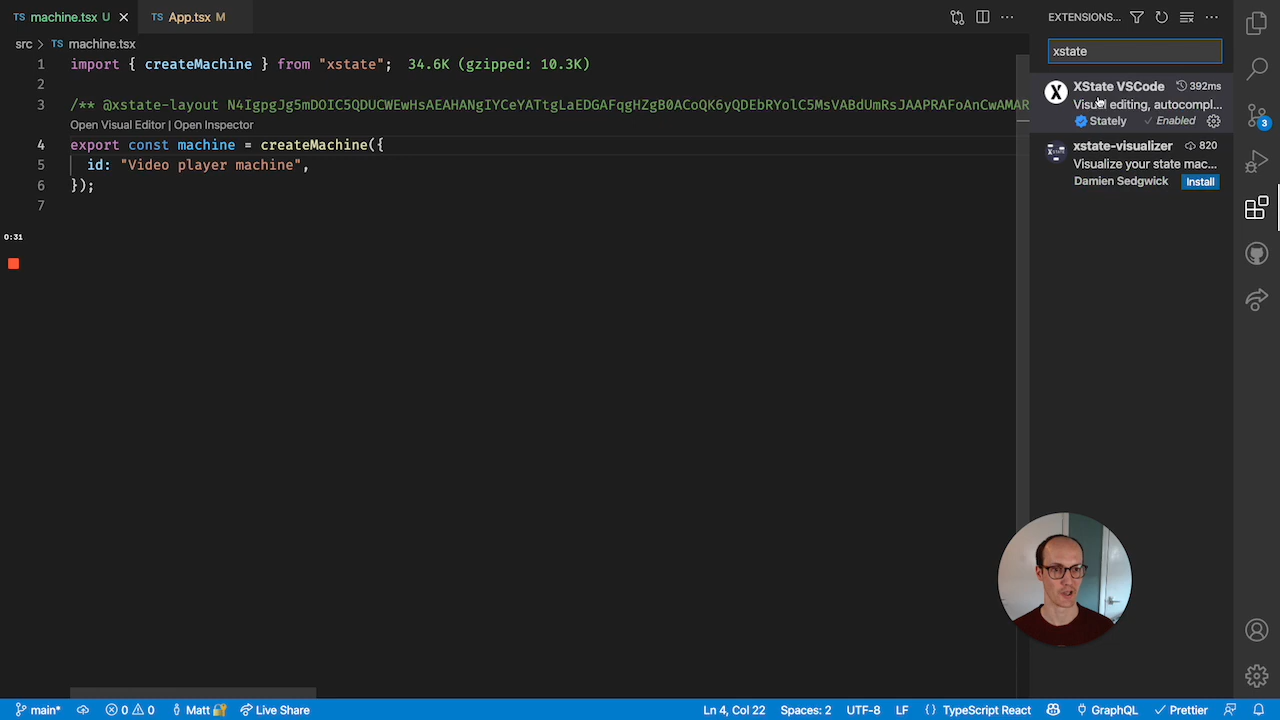 TS machine.tsx U
TS App.tsx M
src > TS machine.tsx
1 import { createMachine } from "xstate"; 34.6K (gzipped: 10.3K)
2
3 /** @xstate-layout N4IgpgJg5mDOIC5QDUCWEwHsAEAHANgIYCeYATtgLaEDGAFqgHZgB0ACoQK6yQDEbRYolC5MsVABdUmRsJAAPRAFoAnCwAMAR
Open Visual Editor | Open Inspector
4 export const machine = createMachine({
5 id: "Video player machine",
6 });
7
0:31
EXTENSIONS...
xstate
XState VSCode 392ms
Visual editing, autocompl...
Stately Enabled
xstate-visualizer 820
Visualize your state mac...
Damien Sedgwick Install
3
main* 0 0 Matt Live Share Ln 4, Col 22 Spaces: 2 UTF-8 LF {} TypeScript React GraphQL Prettier